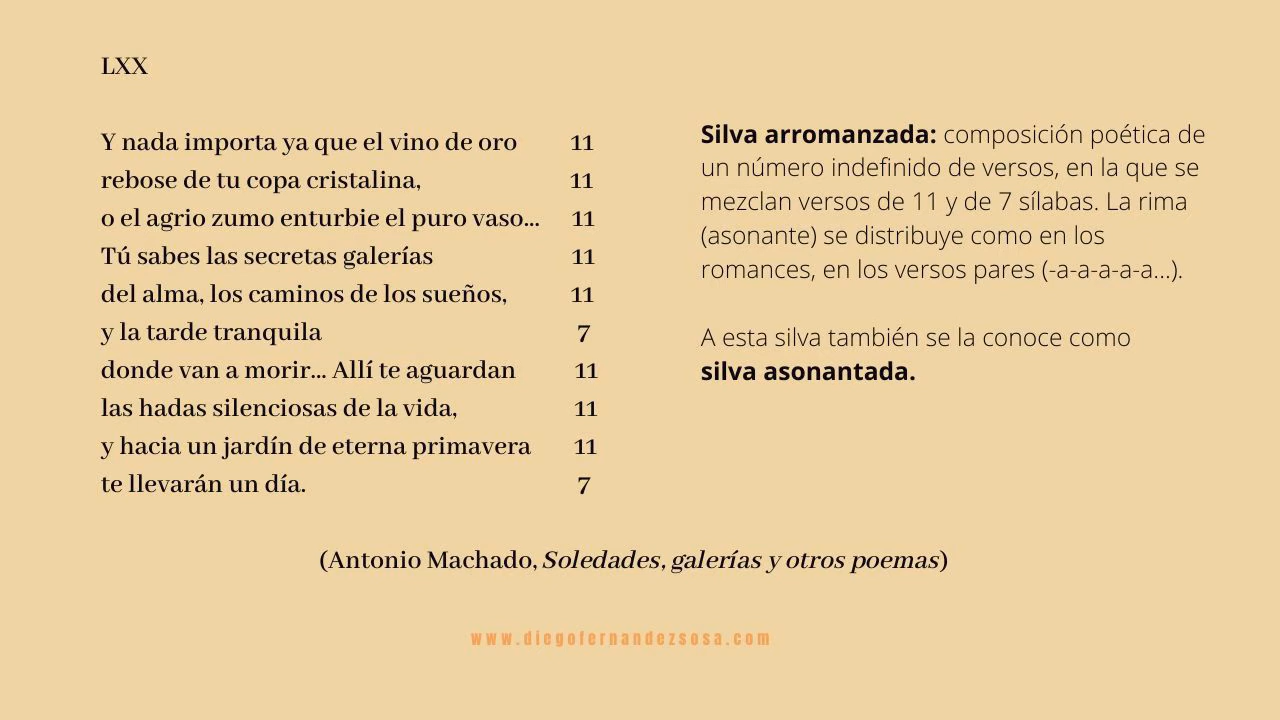 LXX
Y nada importa ya que el vino de oro 11
rebose de tu copa cristalina, 11
o el agrio zumo enturbie el puro vaso... 11
Tú sabes las secretas galerías 11
del alma, los caminos de los sueños, 11
y la tarde tranquila 7
donde van a morir... Allí te aguardan 11
las hadas silenciosas de la vida, 11
y hacia un jardín de eterna primavera 11
te llevarán un día. 7
Silva arromanzada: composición poética de
un número indefinido de versos, en la que se
mezclan versos de 11 y de 7 sílabas. La rima
(asonante) se distribuye como en los
romances, en los versos pares (-a-a-a-a-a...).
A esta silva también se la conoce como
silva asonantada.
(Antonio Machado, Soledades, galerías y otros poemas)
www.diegofernandezsosa.com